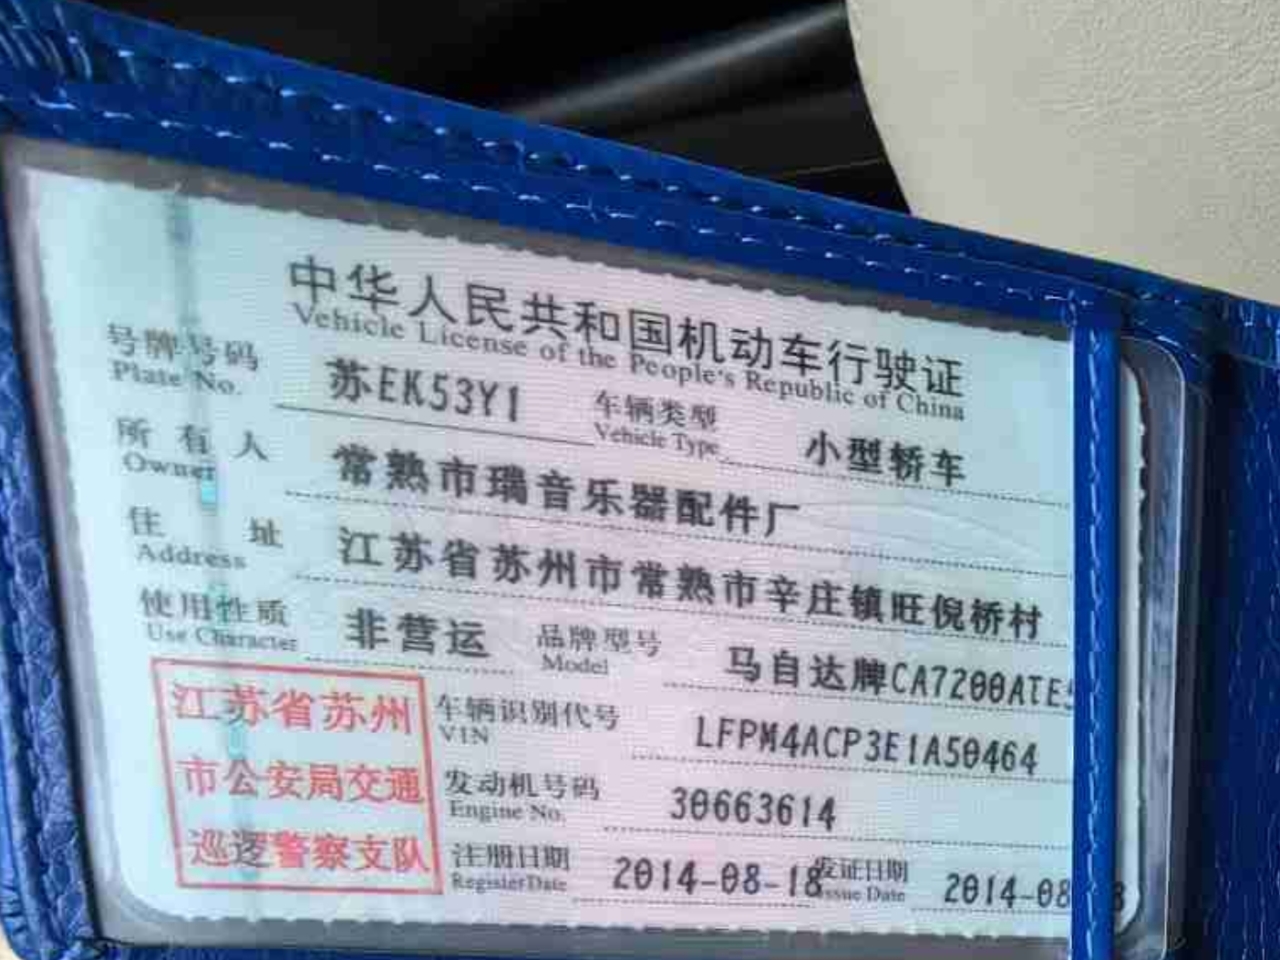 中华人民共和国机动车行驶证
Vehicle License of the People's Republic of China
号牌号码 苏EK53Y1 车辆类型 小型轿车
Plate No. Vehicle Type
所有人 常熟市瑞音乐器配件厂
Owner
住址 江苏省苏州市常熟市辛庄镇旺倪桥村
Address
使用性质 非营运 品牌型号 马自达牌CA7200ATE5
Use Character Model
江苏省苏州
市公安局交通
巡逻警察支队
车辆识别代号 LFPM4ACP3E1A50464
VIN
发动机号码 30663614
Engine No.
注册日期 2014-08-18 发证日期 2014-08
Register Date Issue Date